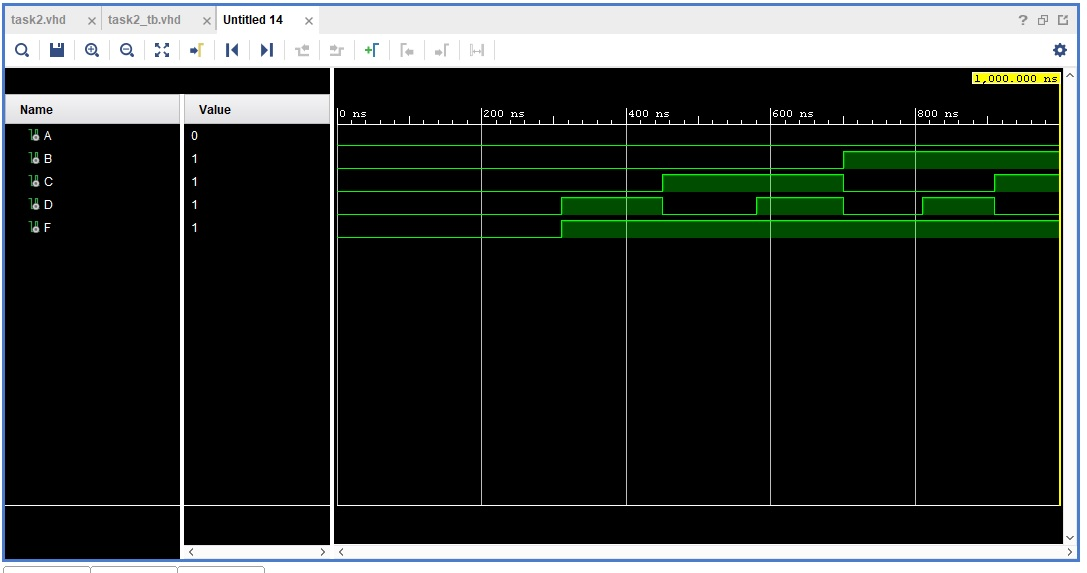 task2.vhd task2_tb.vhd Untitled 14
?
1,000.000 ns
Name Value
0 ns 200 ns 400 ns 600 ns 800 ns
A 0
B 1
C 1
D 1
F 1